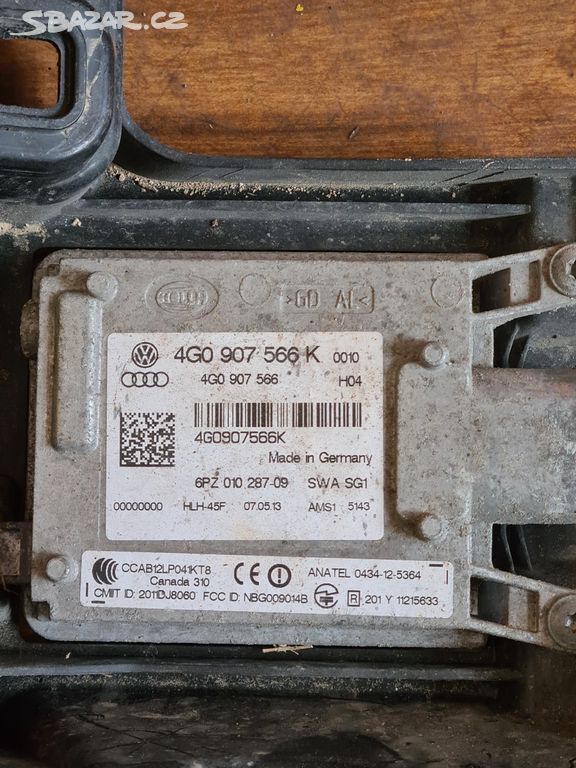 SBAZAR.CZ
HELLA
>GD AL<
4G0 907 566 K 0010
4G0 907 566 H04
4G0907566K
Made in Germany
6PZ 010 287-09 SWA SG1
00000000 HLH-45F 07.05.13 AMS1 5143
CCAB12LP041KT8
Canada 310
ANATEL 0434-12-5364
CMIIT ID: 2011DJ8060 FCC ID: NBG009014B R 201 Y 11215633